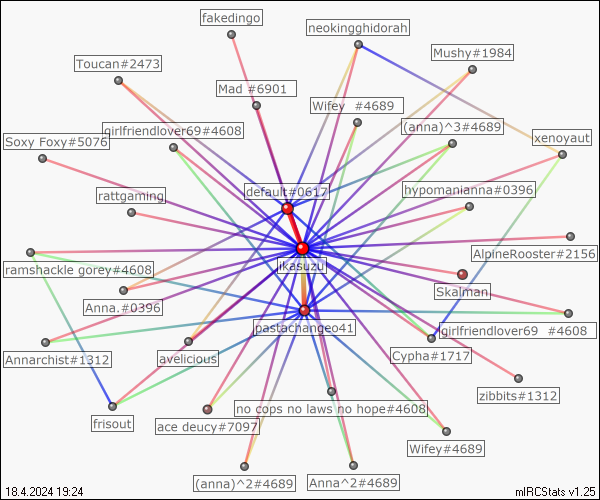 fakedingo
neokingghidorah
Mushy#1984
Toucan#2473
Mad #6901
Wifey #4689
(anna)^3#4689
girlfriendlover69#4608
Soxy Foxy#5076
xenoyaut
default#0617
hypomanianna#0396
rattgaming
AlpineRooster#2156
ikasuzu
ramshackle gorey#4608
Skalman
Anna.#0396
pastachangeo41
girlfriendlover69 #4608
Annarchist#1312
avelicious
Cypha#1717
zibbits#1312
no cops no laws no hope#4608
frisout
ace deucy#7097
Wifey#4689
(anna)^2#4689
Anna^2#4689
18.4.2024 19:24
mIRCStats v1.25